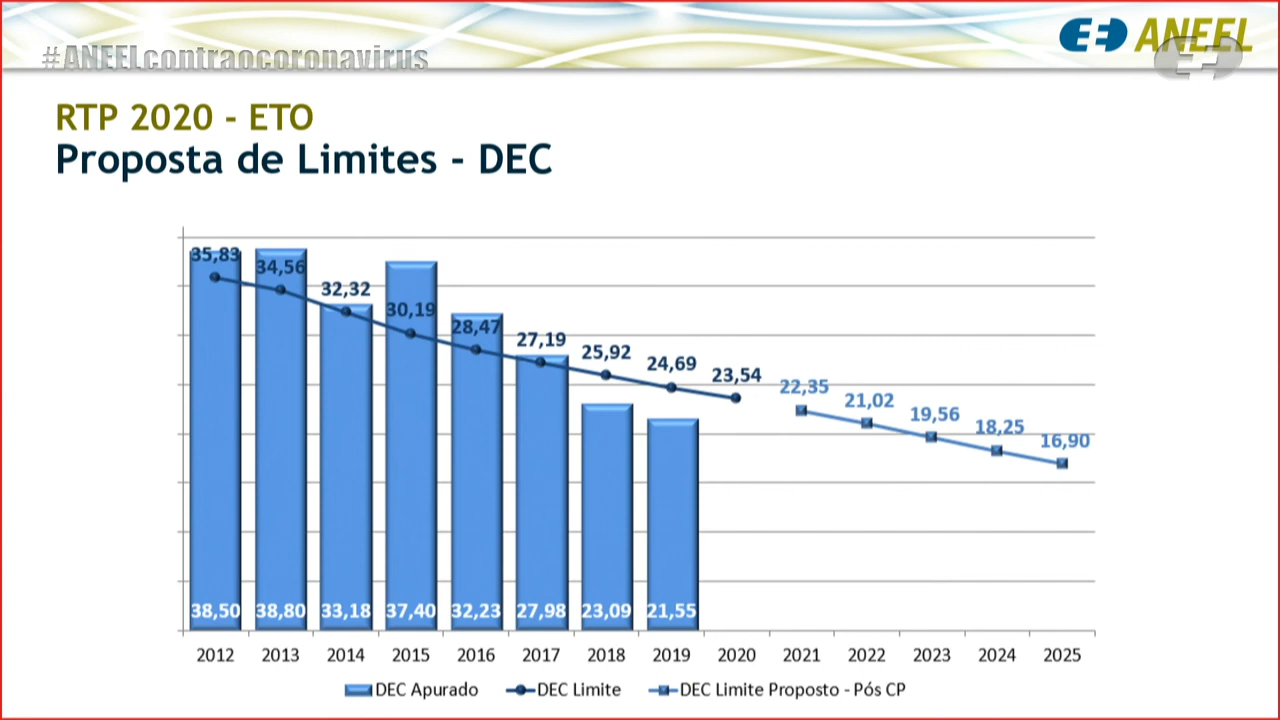 #ANEELcontraocoronavirus
ANEEL
RTP 2020 - ETO
Proposta de Limites - DEC
35,83 34,56 32,32 30,19 28,47 27,19 25,92 24,69 23,54 22,35 21,02 19,56 18,25 16,90
38,50 38,80 33,18 37,40 32,23 27,98 23,09 21,55
2012 2013 2014 2015 2016 2017 2018 2019 2020 2021 2022 2023 2024 2025
DEC Apurado DEC Limite DEC Limite Proposto - Pós CP